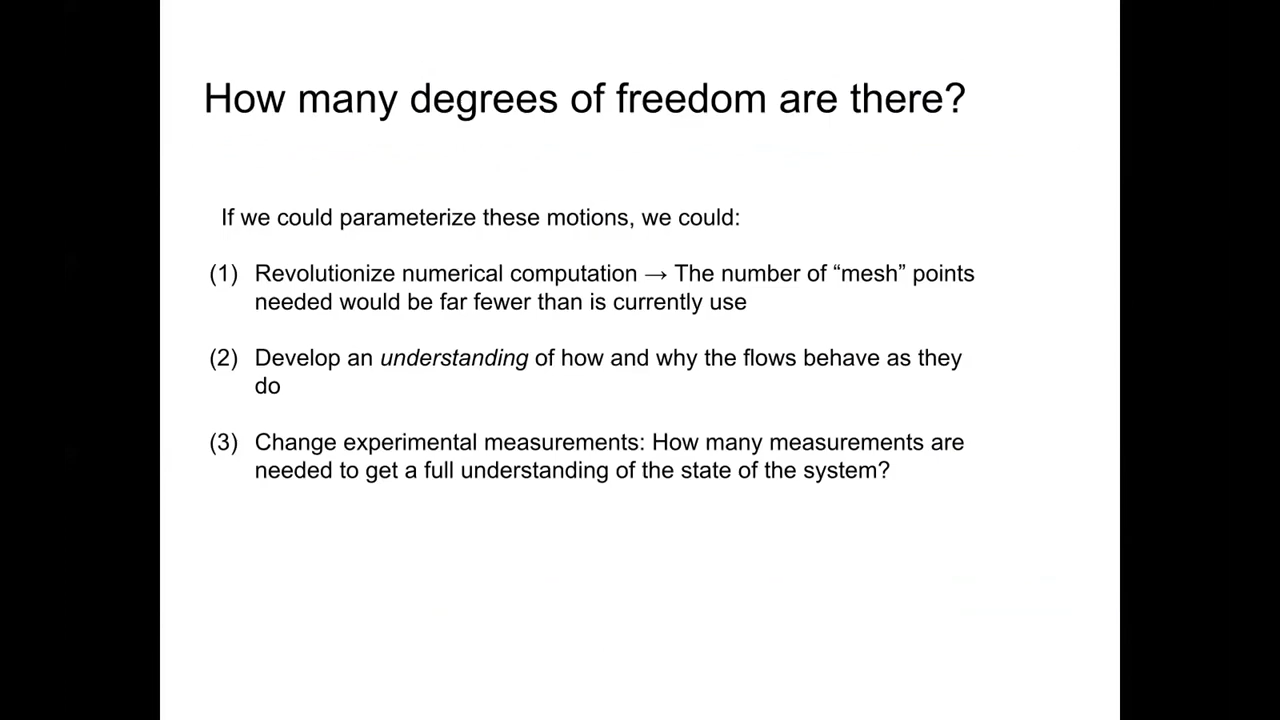 How many degrees of freedom are there?
If we could parameterize these motions, we could:
(1) Revolutionize numerical computation → The number of “mesh” points
needed would be far fewer than is currently use
(2) Develop an understanding of how and why the flows behave as they
do
(3) Change experimental measurements: How many measurements are
needed to get a full understanding of the state of the system?